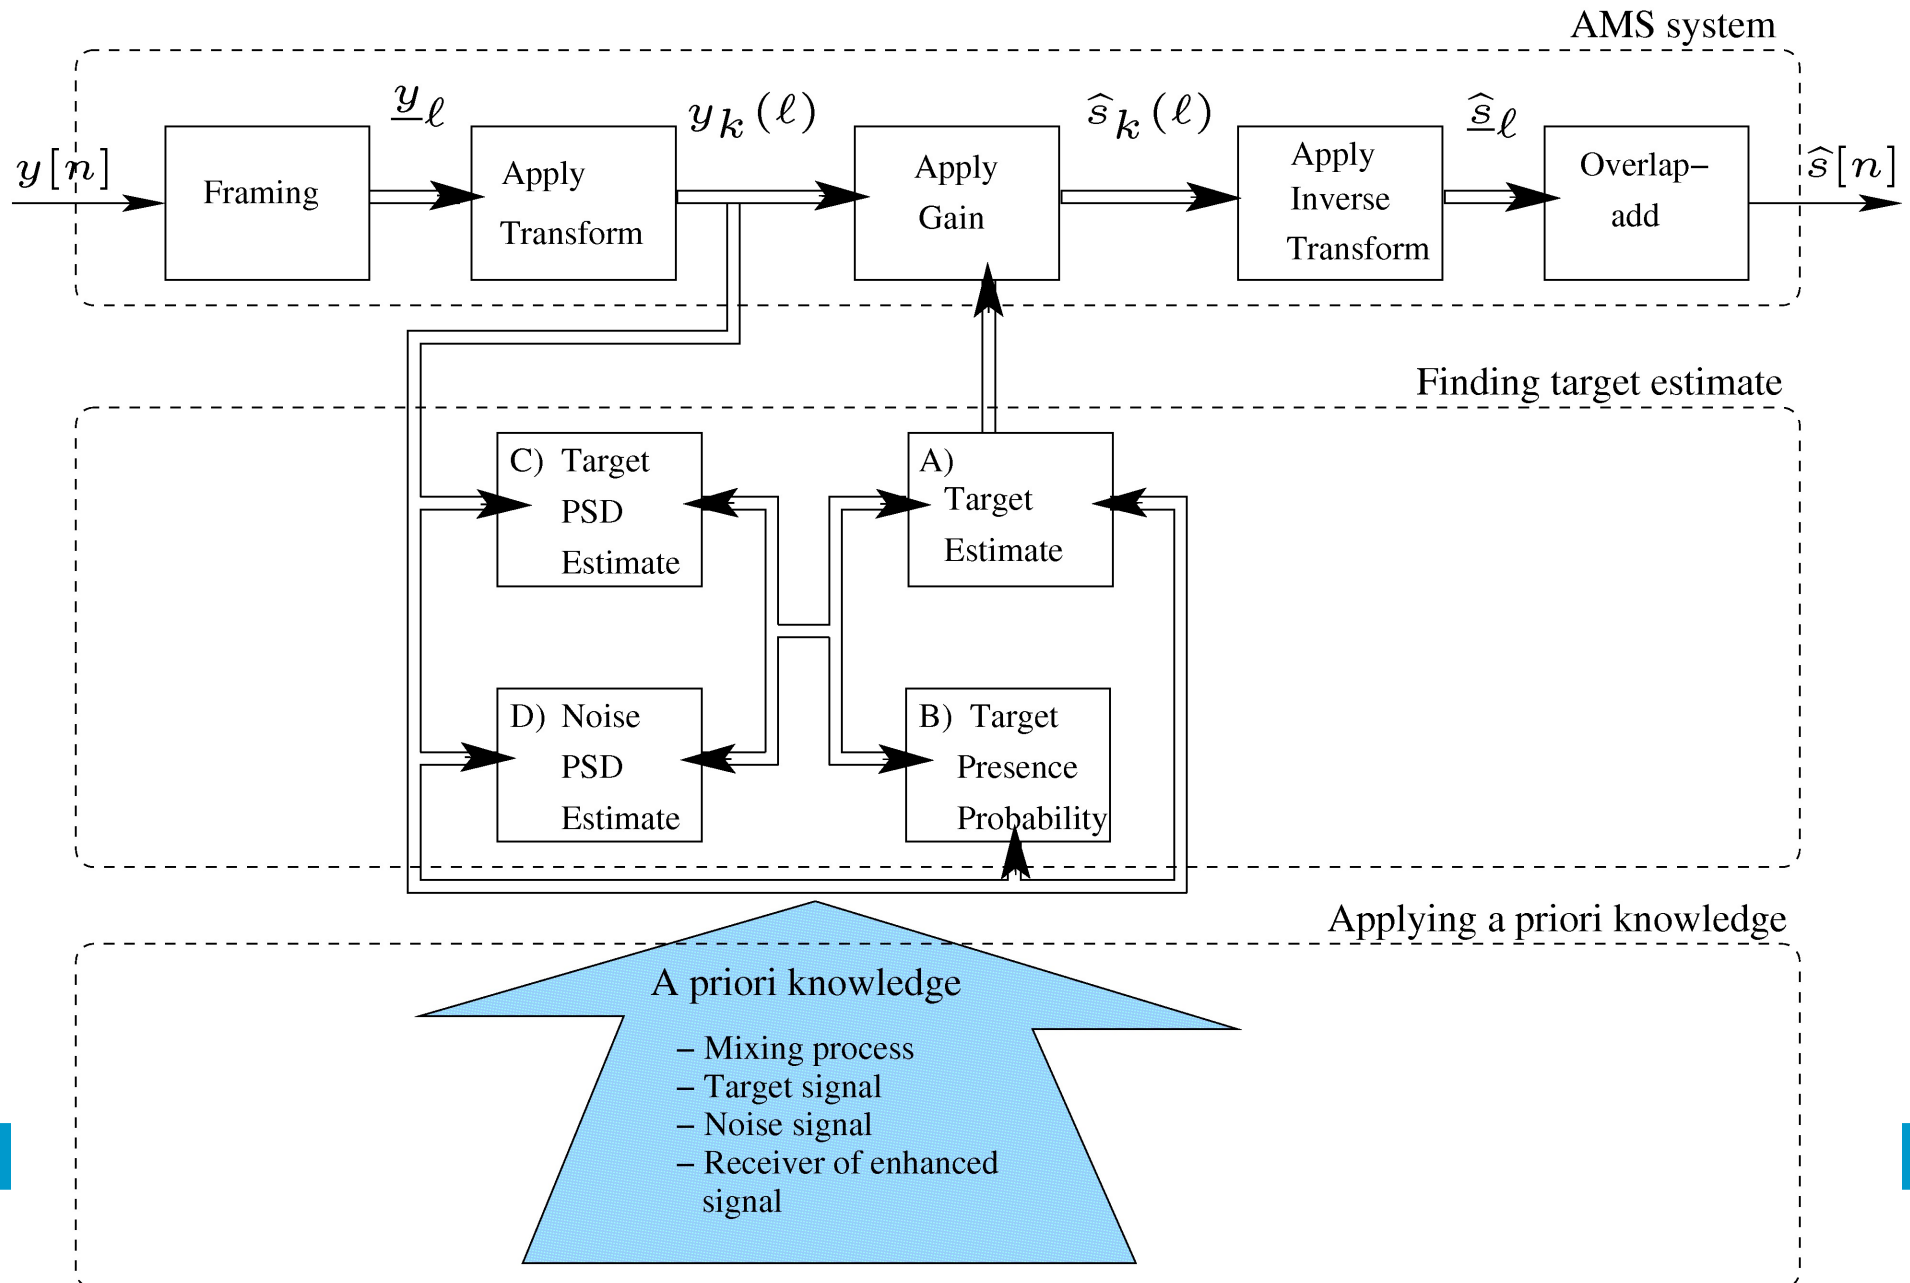 AMS system
y[n]
y_ℓ
y_k(ℓ)
ŝ_k(ℓ)
ŝ_ℓ
ŝ[n]
Framing
Apply
Transform
Apply
Gain
Apply
Inverse
Transform
Overlap–
add
Finding target estimate
C) Target
PSD
Estimate
A)
Target
Estimate
D) Noise
PSD
Estimate
B) Target
Presence
Probability
Applying a priori knowledge
A priori knowledge
– Mixing process
– Target signal
– Noise signal
– Receiver of enhanced
signal